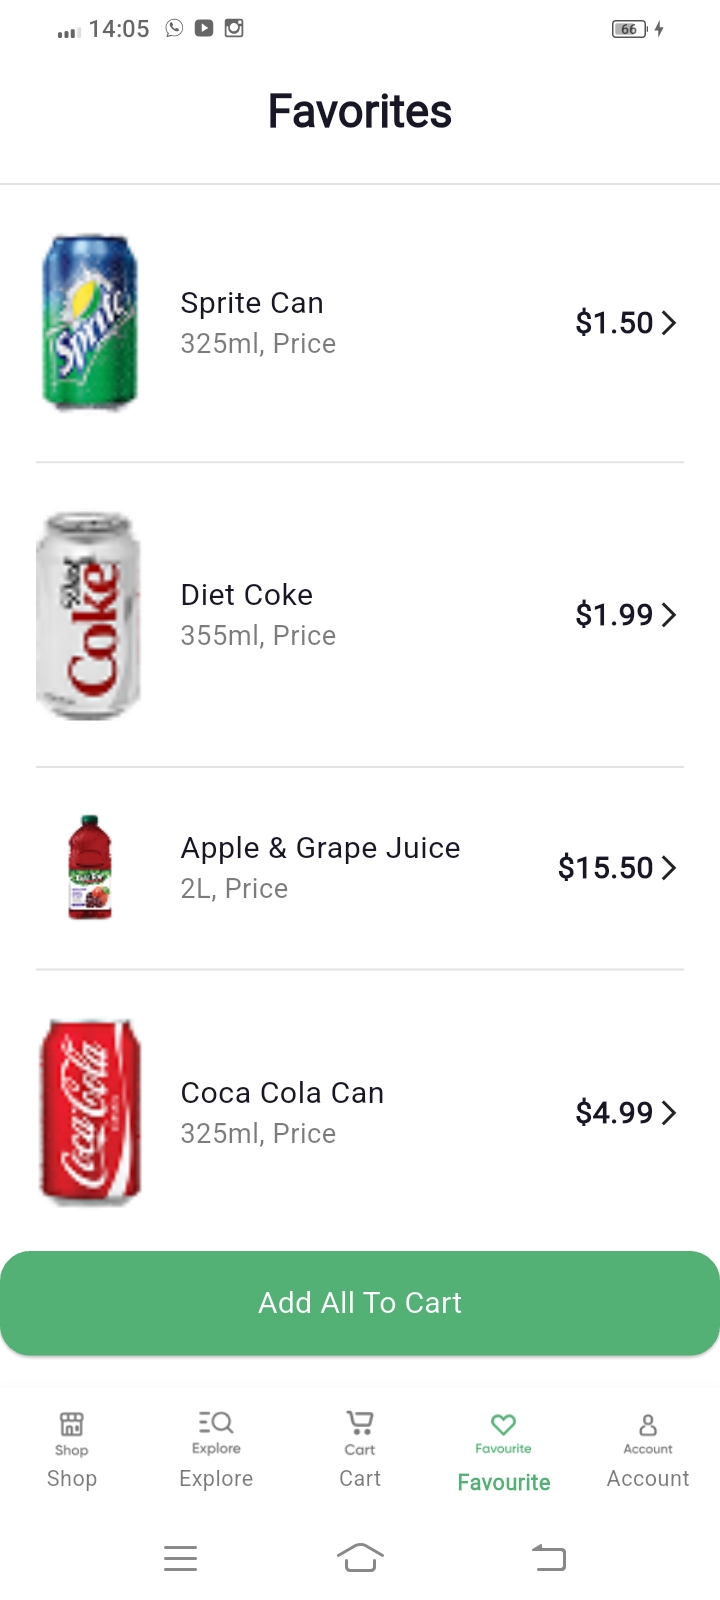 14:05
66
Favorites
Sprite
Sprite Can
325ml, Price
$1.50
Diet
Coke
Diet Coke
355ml, Price
$1.99
Apple & Grape Juice
2L, Price
$15.50
Coca-Cola
Coca Cola Can
325ml, Price
$4.99
Add All To Cart
Shop
Explore
Cart
Favourite
Account
Shop
Explore
Cart
Favourite
Account